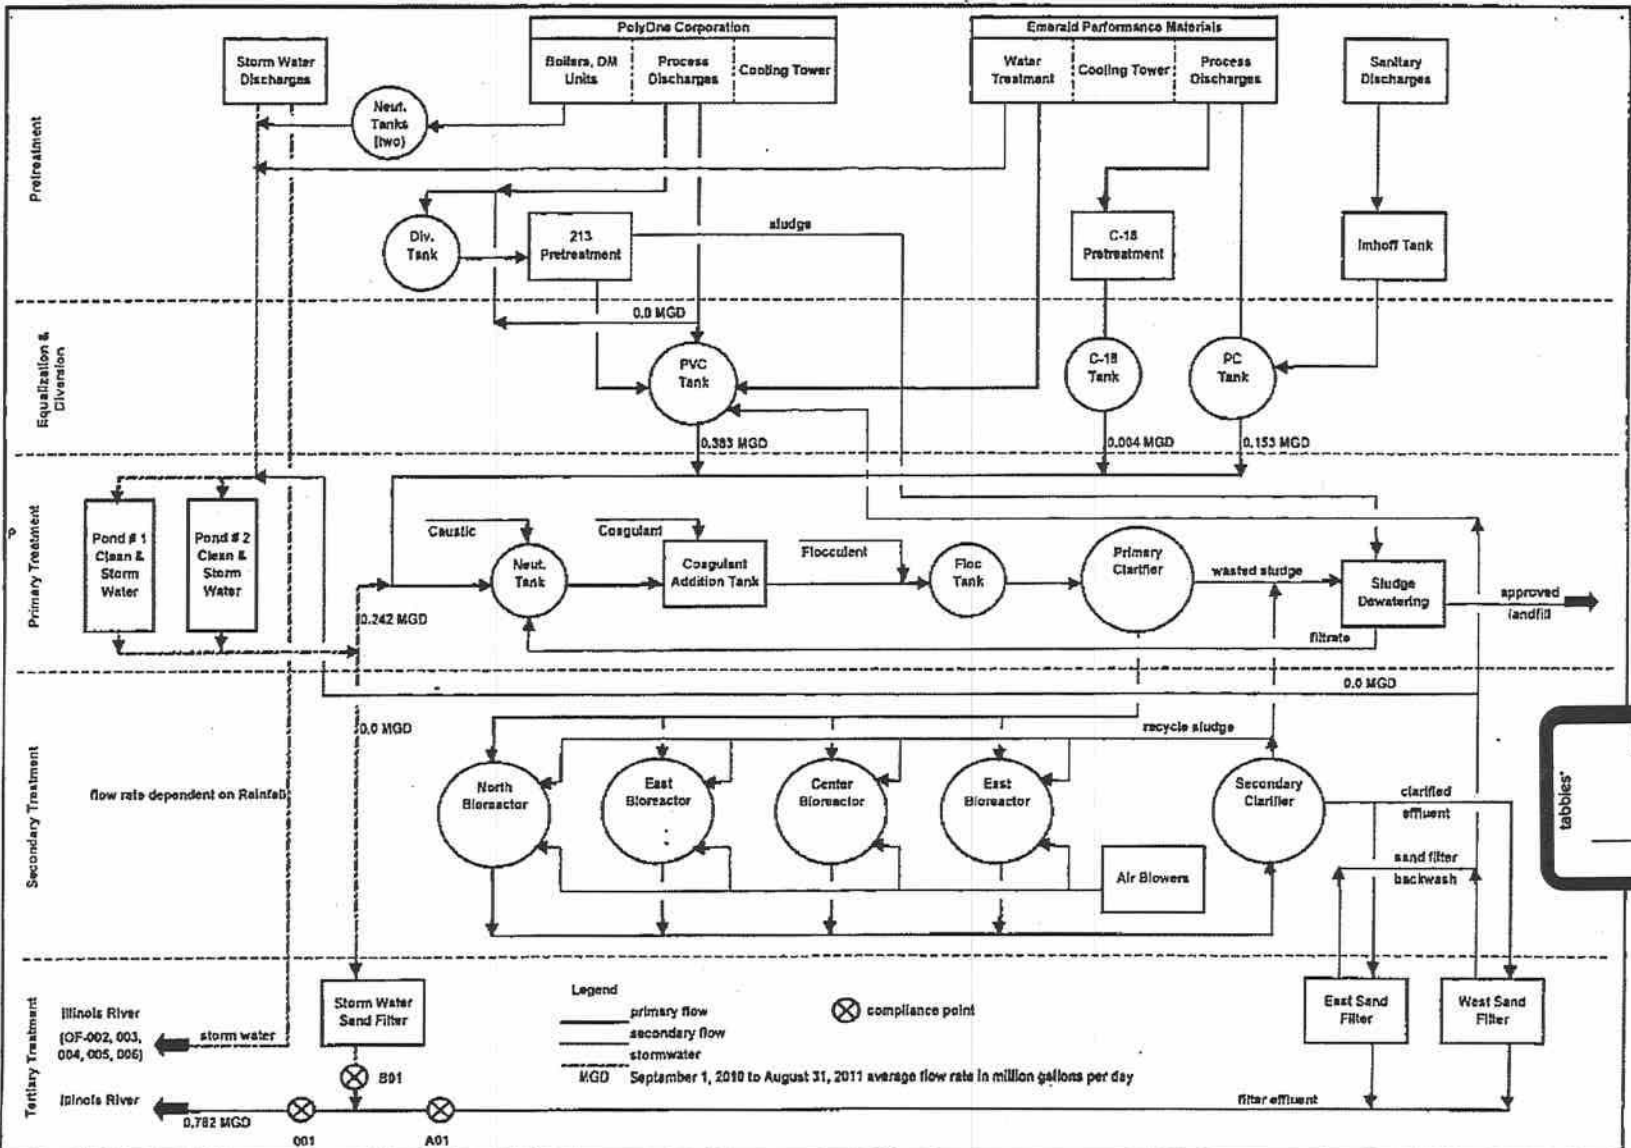 PolyOne Corporation
Emerald Performance Materials
Storm Water
Discharges
Boilers, DM
Units
Process
Discharges
Cooling Tower
Water
Treatment
Cooling Tower
Process
Discharges
Sanitary
Discharges
Pretreatment
Neut.
Tanks
(two)
Div.
Tank
213
Pretreatment
sludge
C-18
Pretreatment
Imhoff Tank
Equalization &
Diversion
0.0 MGD
PVC
Tank
C-18
Tank
PC
Tank
0.383 MGD
0.004 MGD
0.153 MGD
Primary Treatment
Pond # 1
Clean &
Storm
Water
Pond # 2
Clean &
Storm
Water
Caustic
Neut.
Tank
Coagulant
Coagulant
Addition Tank
Flocculent
Floc
Tank
Primary
Clarifier
wasted sludge
Sludge
Dewatering
approved
landfill
0.242 MGD
filtrate
0.0 MGD
Secondary Treatment
0.0 MGD
recycle sludge
flow rate dependent on Rainfall
North
Bioreactor
East
Bioreactor
Center
Bioreactor
East
Bioreactor
Secondary
Clarifier
clarified
effluent
Air Blowers
sand filter
backwash
tabbies'
Tertiary Treatment
Illinois River
(OF-002, 003,
004, 005, 006)
storm water
Storm Water
Sand Filter
Legend
primary flow
secondary flow
stormwater
compliance point
MGD September 1, 2010 to August 31, 2011 average flow rate in million gallons per day
East Sand
Filter
West Sand
Filter
B01
Illinois River
0.782 MGD
001
A01
filter effluent